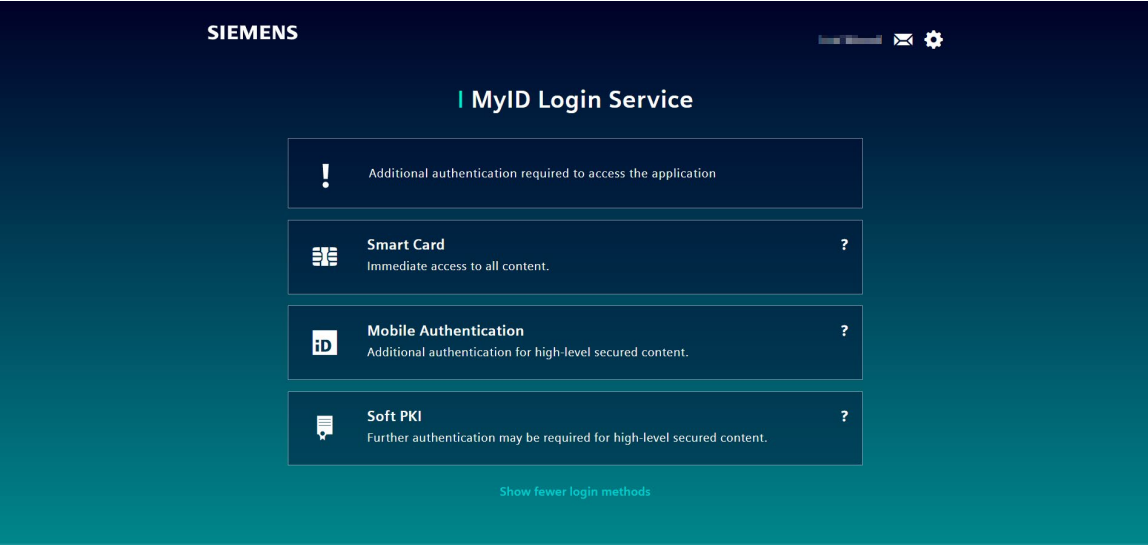 SIEMENS
MyID Login Service
!
Additional authentication required to access the application
Smart Card
?
Immediate access to all content.
iD
Mobile Authentication
?
Additional authentication for high-level secured content.
Soft PKI
?
Further authentication may be required for high-level secured content.
Show fewer login methods